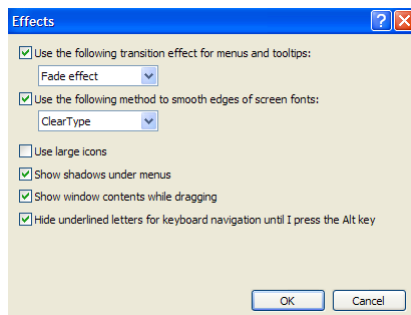 Effects
Use the following transition effect for menus and tooltips:
Fade effect
Use the following method to smooth edges of screen fonts:
ClearType
Use large icons
Show shadows under menus
Show window contents while dragging
Hide underlined letters for keyboard navigation until I press the Alt key
OK Cancel